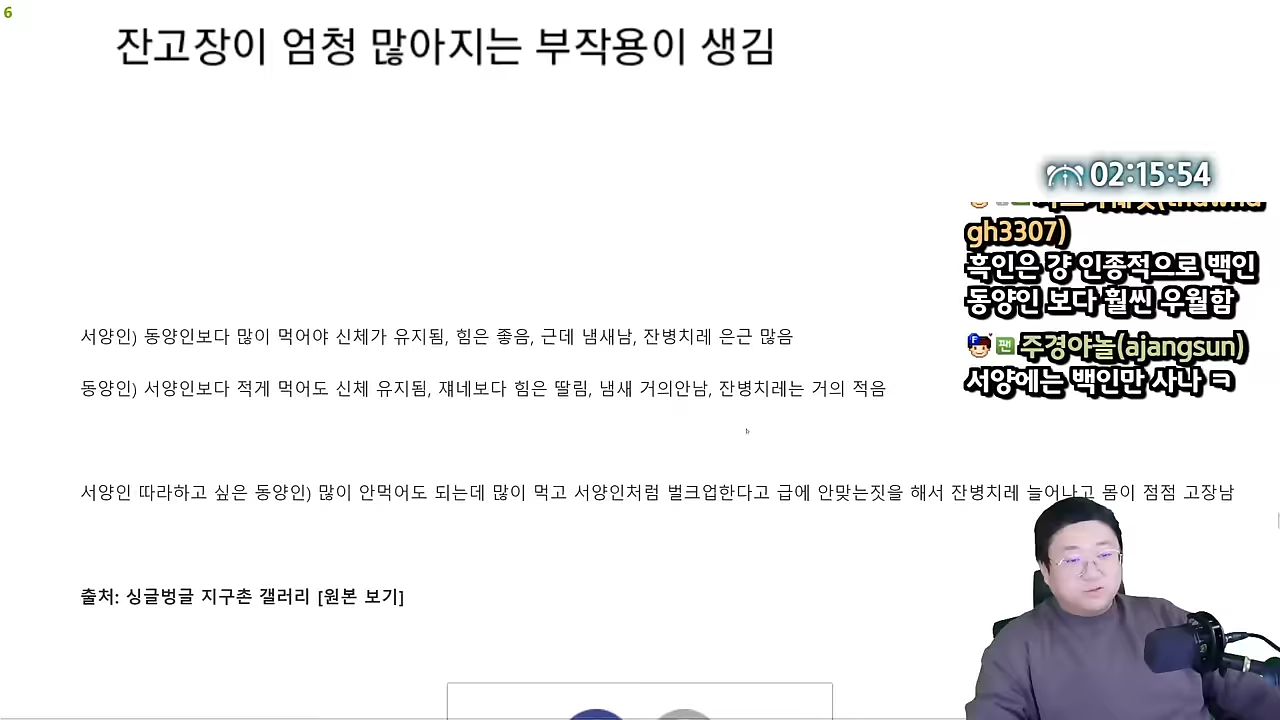 6
잔고장이 엄청 많아지는 부작용이 생김
02:15:54
gh3307)
흑인은 걍 인종적으로 백인
동양인 보다 훨씬 우월함
주경야놀(ajangsun)
서양에는 백인만 사나 ㅋ
서양인) 동양인보다 많이 먹어야 신체가 유지됨, 힘은 좋음, 근데 냄새남, 잔병치레 은근 많음
동양인) 서양인보다 적게 먹어도 신체 유지됨, 쟤네보다 힘은 딸림, 냄새 거의안남, 잔병치레는 거의 적음
서양인 따라하고 싶은 동양인) 많이 안먹어도 되는데 많이 먹고 서양인처럼 벌크업한다고 급에 안맞는짓을 해서 잔병치레 늘어나고 몸이 점점 고장남
출처: 싱글벙글 지구촌 갤러리 [원본 보기]